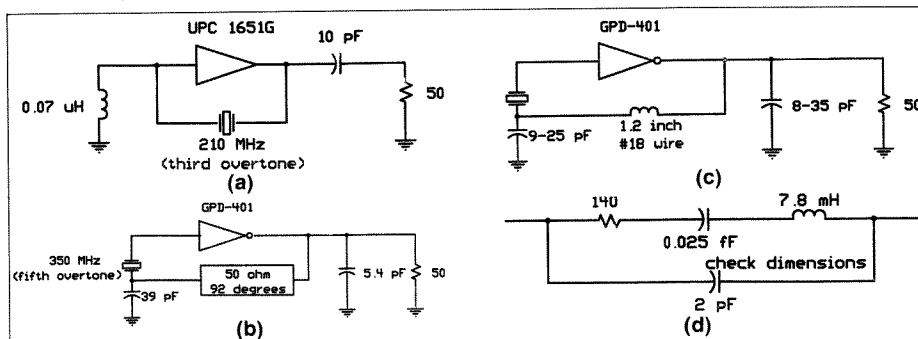 UPC 1651G
10 pF
0.07 uH
50
210 MHz
(third overtone)
(a)
GPD-401
9-25 pF
1.2 inch
#18 wire
8-35 pF
50
(c)
GPD-401
350 MHz
(fifth overtone)
39 pF
50 ohm
92 degrees
5.4 pF
50
(b)
140
0.025 fF
7.8 mH
check dimensions
2 pF
(d)